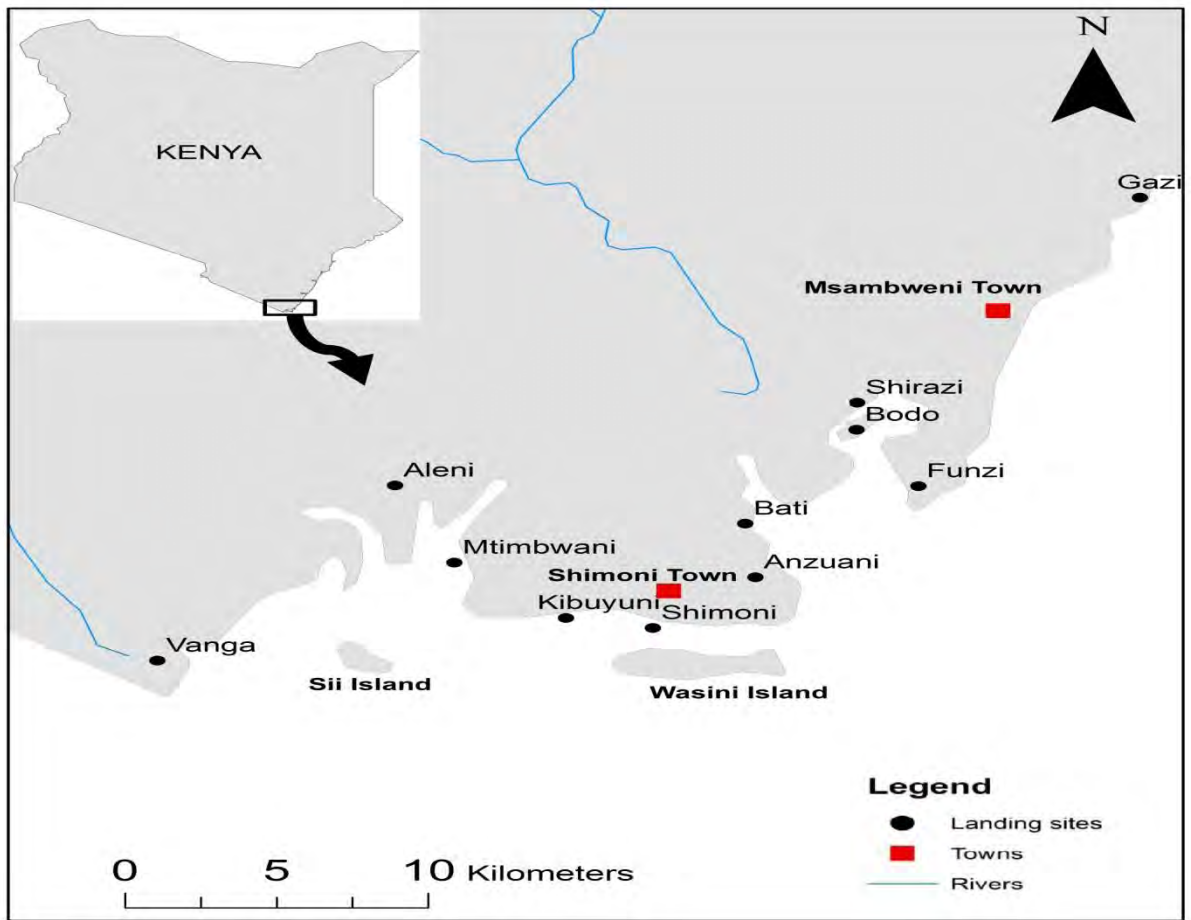 N
KENYA
Gazi
Msambweni Town
Shirazi
Bodo
Aleni
Funzi
Bati
Mtimbwani
Anzuani
Shimoni Town
Kibuyuni
Shimoni
Vanga
Sii Island
Wasini Island
Legend
Landing sites
Towns
Rivers
0 5 10 Kilometers